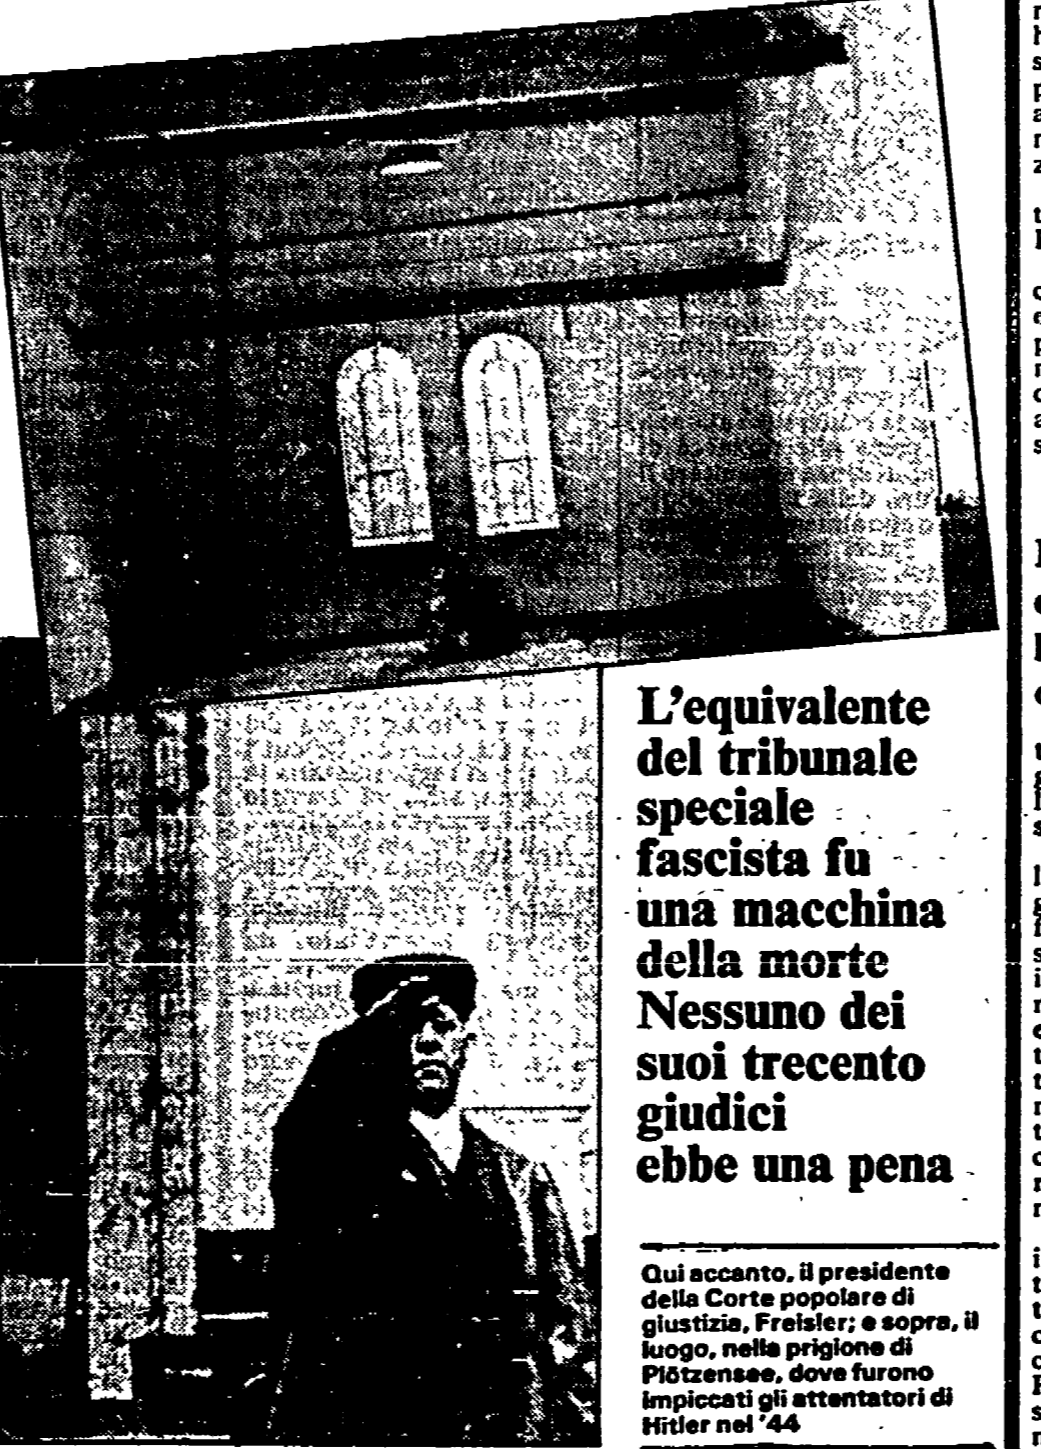 L'equivalente
del tribunale
speciale
fascista fu
una macchina
della morte
Nessuno dei
suoi trecento
giudici
ebbe una pena
Qui accanto, il presidente
della Corte popolare di
giustizia, Freisler; e sopra, il
luogo, nella prigione di
Plötzensee, dove furono
impiccati gli attentatori di
Hitler nel '44